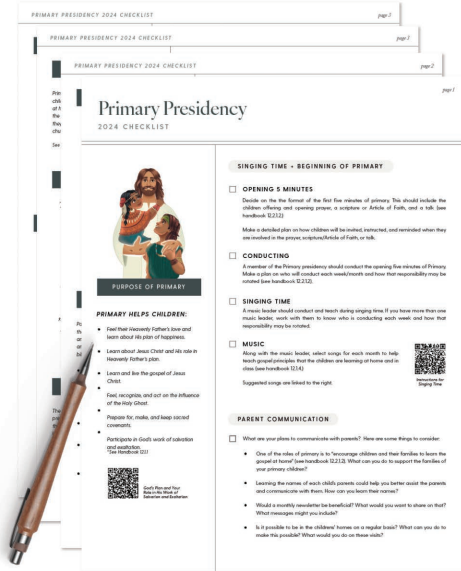 PRIMARY PRESIDENCY 2024 CHECKLIST
page 3
PRIMARY PRESIDENCY 2024 CHECKLIST
page 3
PRIMARY PRESIDENCY 2024 CHECKLIST
page 2
page 1
Primary Presidency
2024 CHECKLIST
PURPOSE OF PRIMARY
PRIMARY HELPS CHILDREN:
• Feel their Heavenly Father's love and
learn about His plan of happiness.
• Learn about Jesus Christ and His role in
Heavenly Father's plan.
• Learn and live the gospel of Jesus
Christ.
• Feel, recognize, and act on the influence
of the Holy Ghost.
• Prepare for, make, and keep sacred
covenants.
• Participate in God's work of salvation
and exaltation.
*See Handbook 12.1.1
God's Plan and Your
Role in His Work of
Salvation and Exaltation
SINGING TIME + BEGINNING OF PRIMARY
OPENING 5 MINUTES
Decide on the the format of the first five minutes of primary. This should include the
children offering and opening prayer, a scripture or Article of Faith, and a talk (see
handbook 12.2.1.2)
Make a detailed plan on how children will be invited, instructed, and reminded when they
are involved in the prayer, scripture/Article of Faith, or talk.
CONDUCTING
A member of the Primary presidency should conduct the opening five minutes of Primary.
Make a plan on who will conduct each week/month and how that responsibility may be
rotated (see handbook 12.2.1.2).
SINGING TIME
A music leader should conduct and teach during singing time. If you have more than one
music leader, work with them to know who is conducting each week and how that
responsibility may be rotated.
MUSIC
Along with the music leader, select songs for each month to help
teach gospel principles that the children are learning at home and in
class (see handbook 12.1.4.)
Suggested songs are linked to the right.
Instructions for
Singing Time
PARENT COMMUNICATION
What are your plans to communicate with parents? Here are some things to consider:
• One of the roles of primary is to "encourage children and their families to learn the
gospel at home" (see handbook 12.2.1.2). What can you do to support the families of
your primary children?
• Learning the names of each child's parents could help you better assist the parents
and communicate with them. How can you learn their names?
• Would a monthly newsletter be beneficial? What would you want to share on that?
What messages might you include?
• Is it possible to be in the childrens' homes on a regular basis? What can you do to
make this possible? What would you do on these visits?